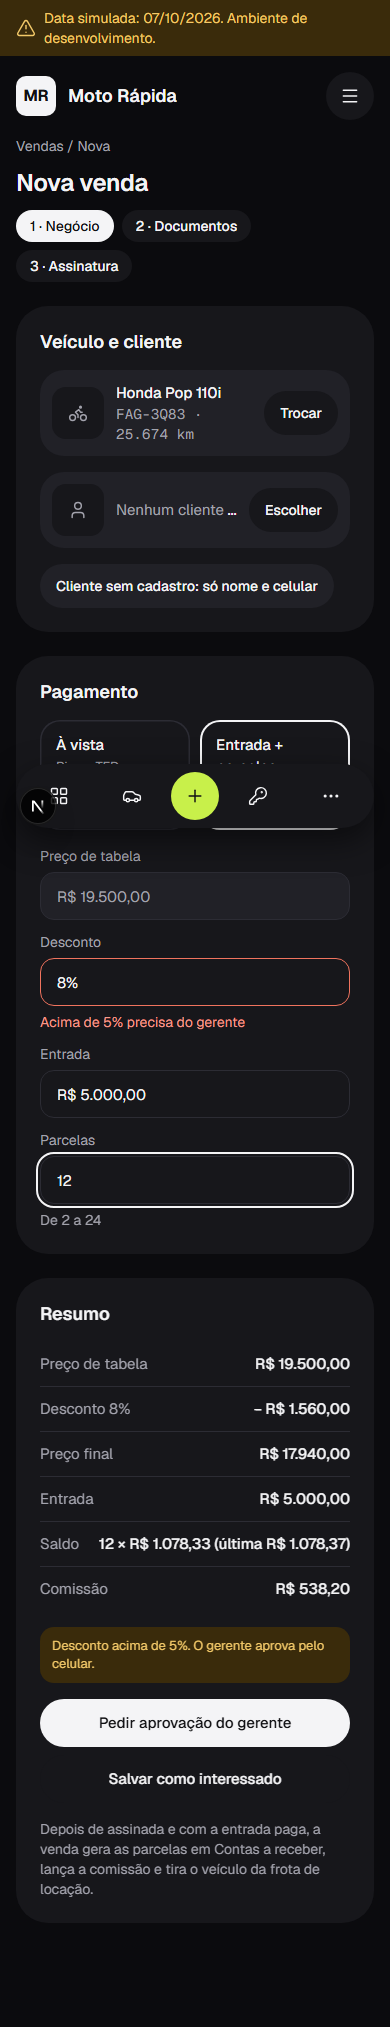 Data simulada: 07/10/2026. Ambiente de
desenvolvimento.
MR
Moto Rápida
Vendas / Nova
Nova venda
1 · Negócio
2 · Documentos
3 · Assinatura
Veículo e cliente
Honda Pop 110i
FAG-3Q83 ·
25.674 km
Trocar
Nenhum cliente ...
Escolher
Cliente sem cadastro: só nome e celular
Pagamento
À vista
Entrada +
N
Preço de tabela
R$ 19.500,00
Desconto
8%
Acima de 5% precisa do gerente
Entrada
R$ 5.000,00
Parcelas
12
De 2 a 24
Resumo
Preço de tabela
R$ 19.500,00
Desconto 8%
− R$ 1.560,00
Preço final
R$ 17.940,00
Entrada
R$ 5.000,00
Saldo
12 × R$ 1.078,33 (última R$ 1.078,37)
Comissão
R$ 538,20
Desconto acima de 5%. O gerente aprova pelo
celular.
Pedir aprovação do gerente
Salvar como interessado
Depois de assinada e com a entrada paga, a
venda gera as parcelas em Contas a receber,
lança a comissão e tira o veículo da frota de
locação.